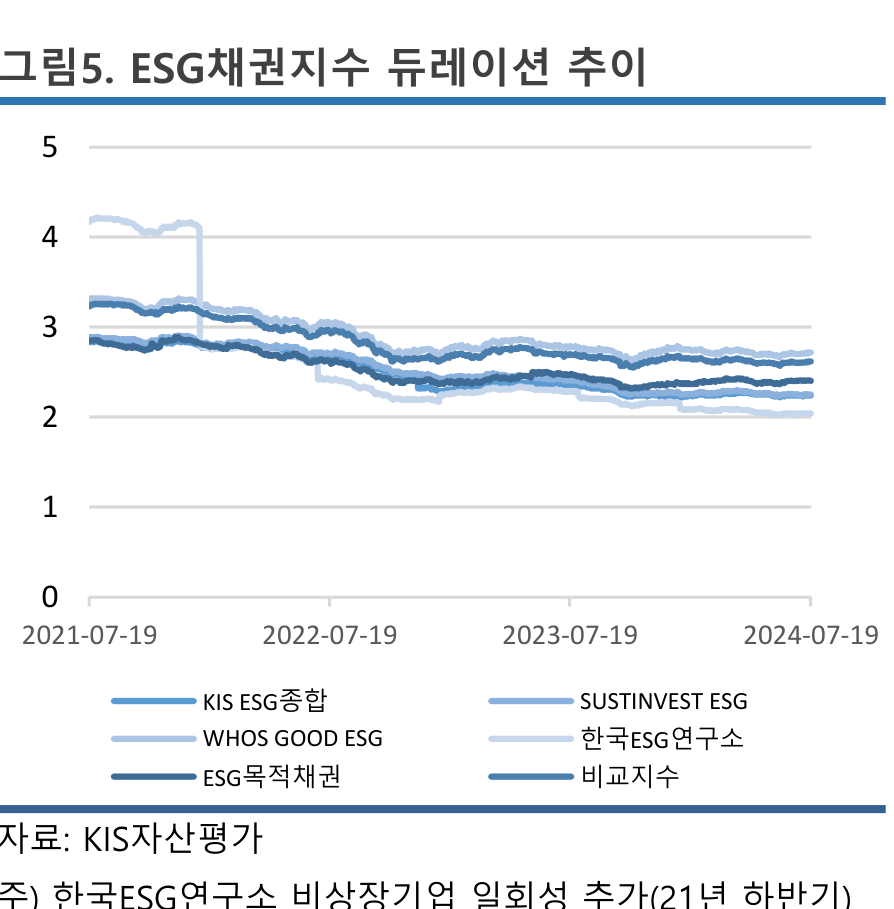 그림5. ESG채권지수 듀레이션 추이
5
4
3
2
1
0
2021-07-19 2022-07-19 2023-07-19 2024-07-19
KIS ESG종합 SUSTINVEST ESG
WHOS GOOD ESG 한국ESG연구소
ESG목적채권 비교지수
자료: KIS자산평가
주) 한국ESG연구소 비상장기업 일회성 추가(21년 하반기)